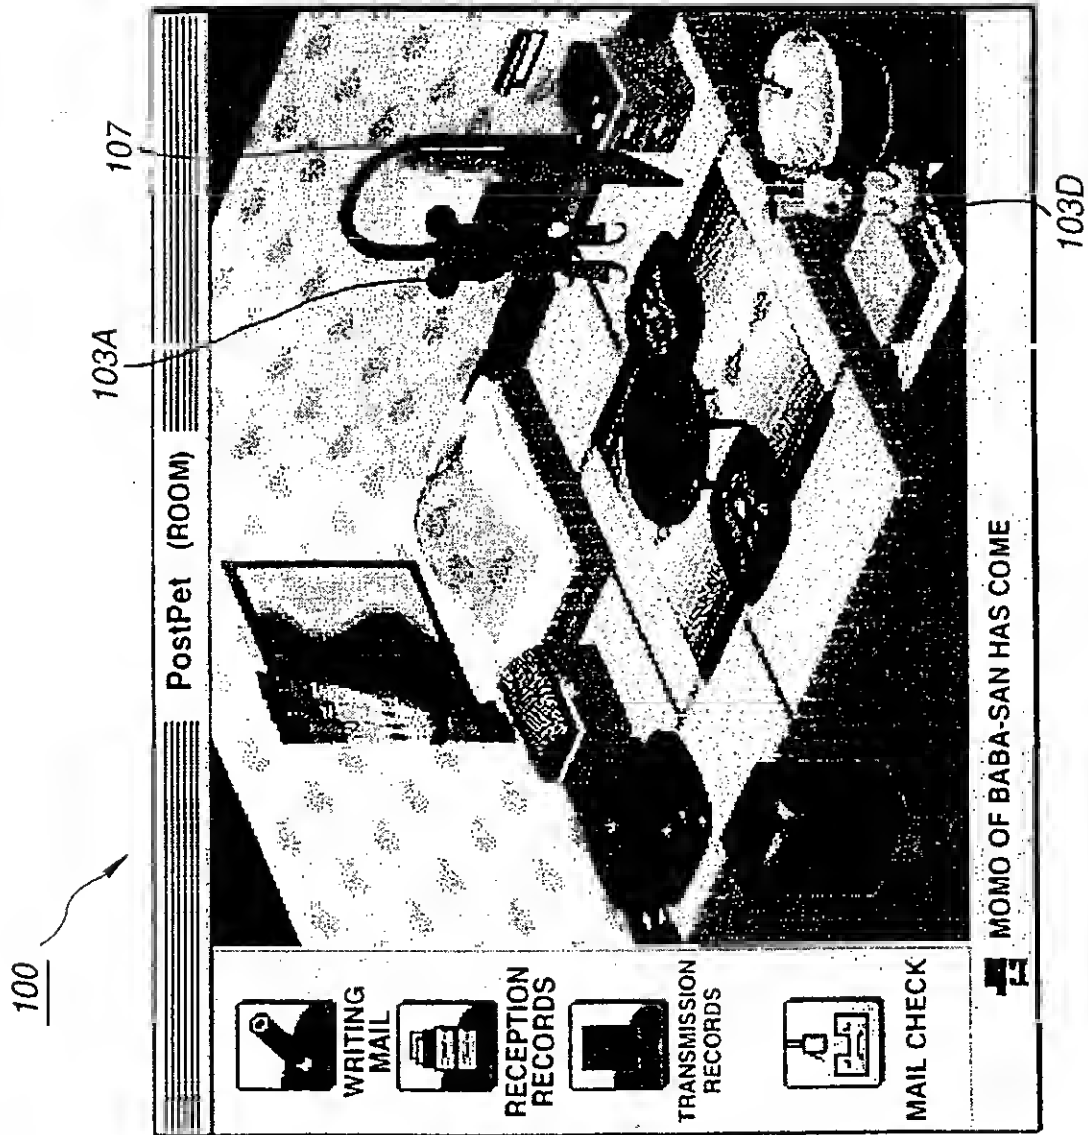 100
PostPet (ROOM)
103A
107
WRITING
MAIL
RECEPTION
RECORDS
TRANSMISSION
RECORDS
MAIL CHECK
MOMO OF BABA-SAN HAS COME
103D